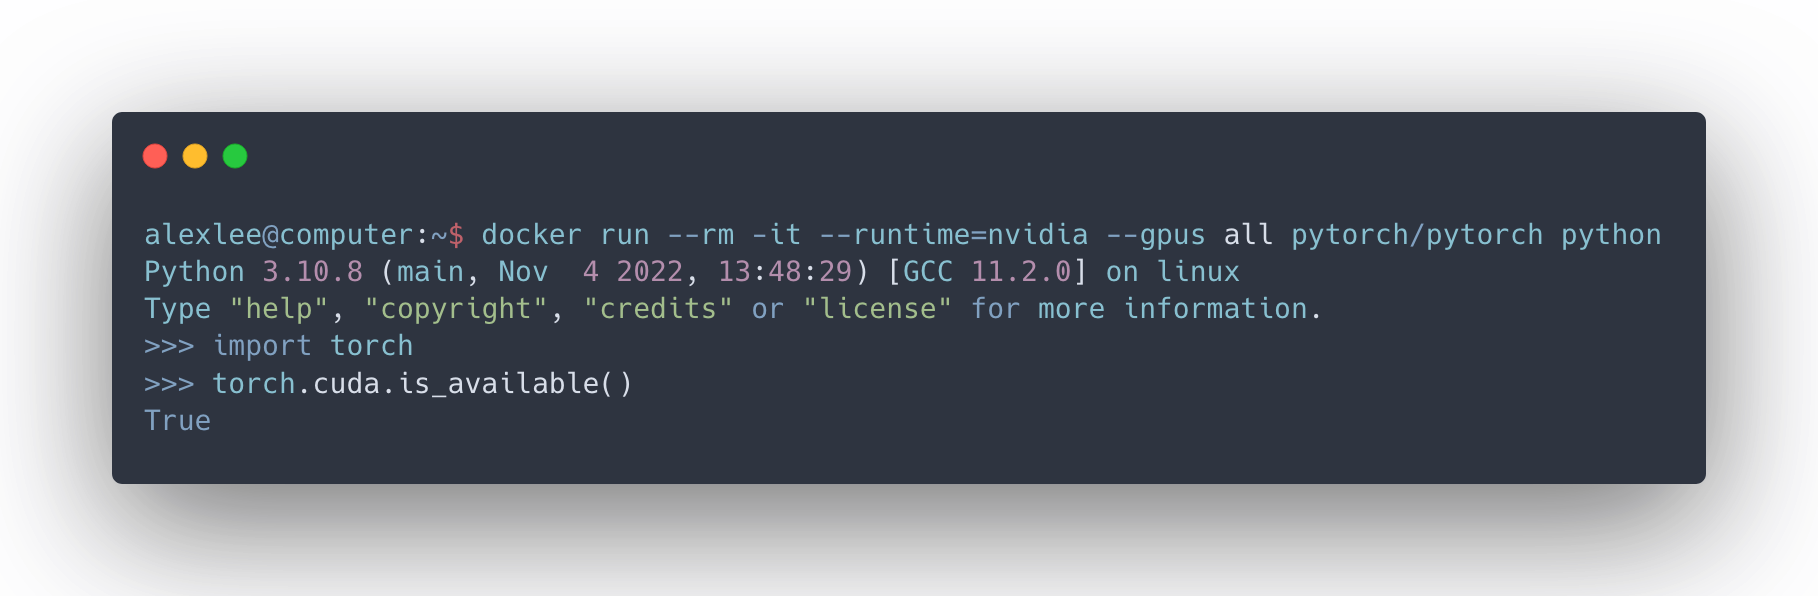 alexlee@computer:~$ docker run --rm -it --runtime=nvidia --gpus all pytorch/pytorch python
Python 3.10.8 (main, Nov  4 2022, 13:48:29) [GCC 11.2.0] on linux
Type "help", "copyright", "credits" or "license" for more information.
>>> import torch
>>> torch.cuda.is_available()
True